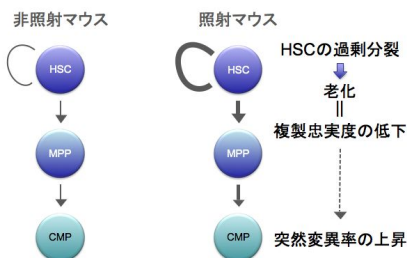 非照射マウス
照射マウス
HSC
HSC
HSCの過剰分裂
老化
||
複製忠実度の低下
MPP
MPP
CMP
CMP
突然変異率の上昇